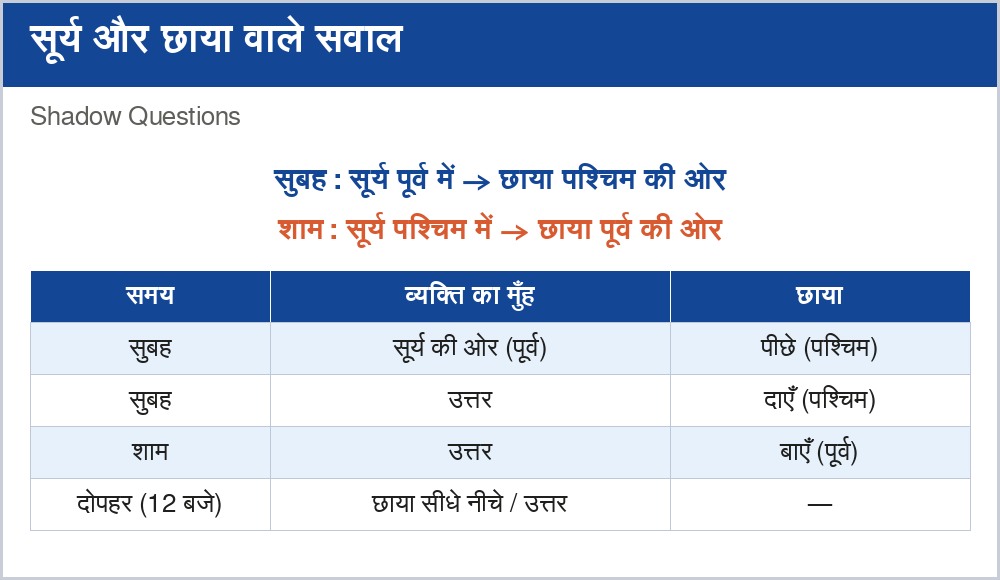 सूर्य और छाया वाले सवाल
Shadow Questions
सुबह : सूर्य पूर्व में → छाया पश्चिम की ओर
शाम : सूर्य पश्चिम में → छाया पूर्व की ओर
समय व्यक्ति का मुँह छाया
सुबह सूर्य की ओर (पूर्व) पीछे (पश्चिम)
सुबह उत्तर दाएँ (पश्चिम)
शाम उत्तर बाएँ (पूर्व)
दोपहर (12 बजे) छाया सीधे नीचे / उत्तर —